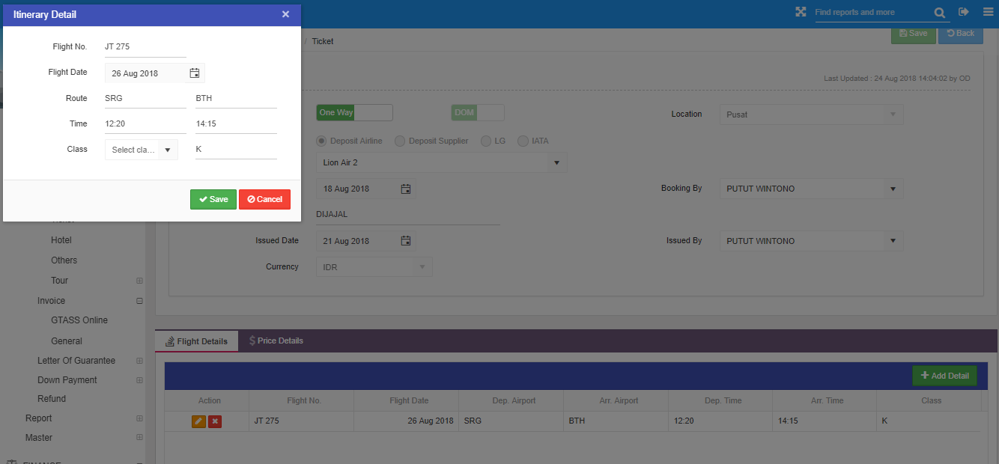 Itinerary Detail ×
Flight No. JT 275
Flight Date 26 Aug 2018
Route SRG BTH
Time 12:20 14:15
Class Select cla... K
Save Cancel
Find reports and more
/ Ticket
Save Back
Last Updated : 24 Aug 2018 14:04:02 by OD
One Way DOM Location Pusat
Deposit Airline Deposit Supplier LG IATA
Lion Air 2
18 Aug 2018 Booking By PUTUT WINTONO
DIJAJAL
Issued Date 21 Aug 2018 Issued By PUTUT WINTONO
Currency IDR
Ticket
Hotel
Others
Tour
Invoice
GTASS Online
General
Letter Of Guarantee
Down Payment
Refund
Report
Master
FINANCE
Flight Details $ Price Details
Add Detail
Action Flight No. Flight Date Dep. Airport Arr. Airport Dep. Time Arr. Time Class
JT 275 26 Aug 2018 SRG BTH 12:20 14:15 K